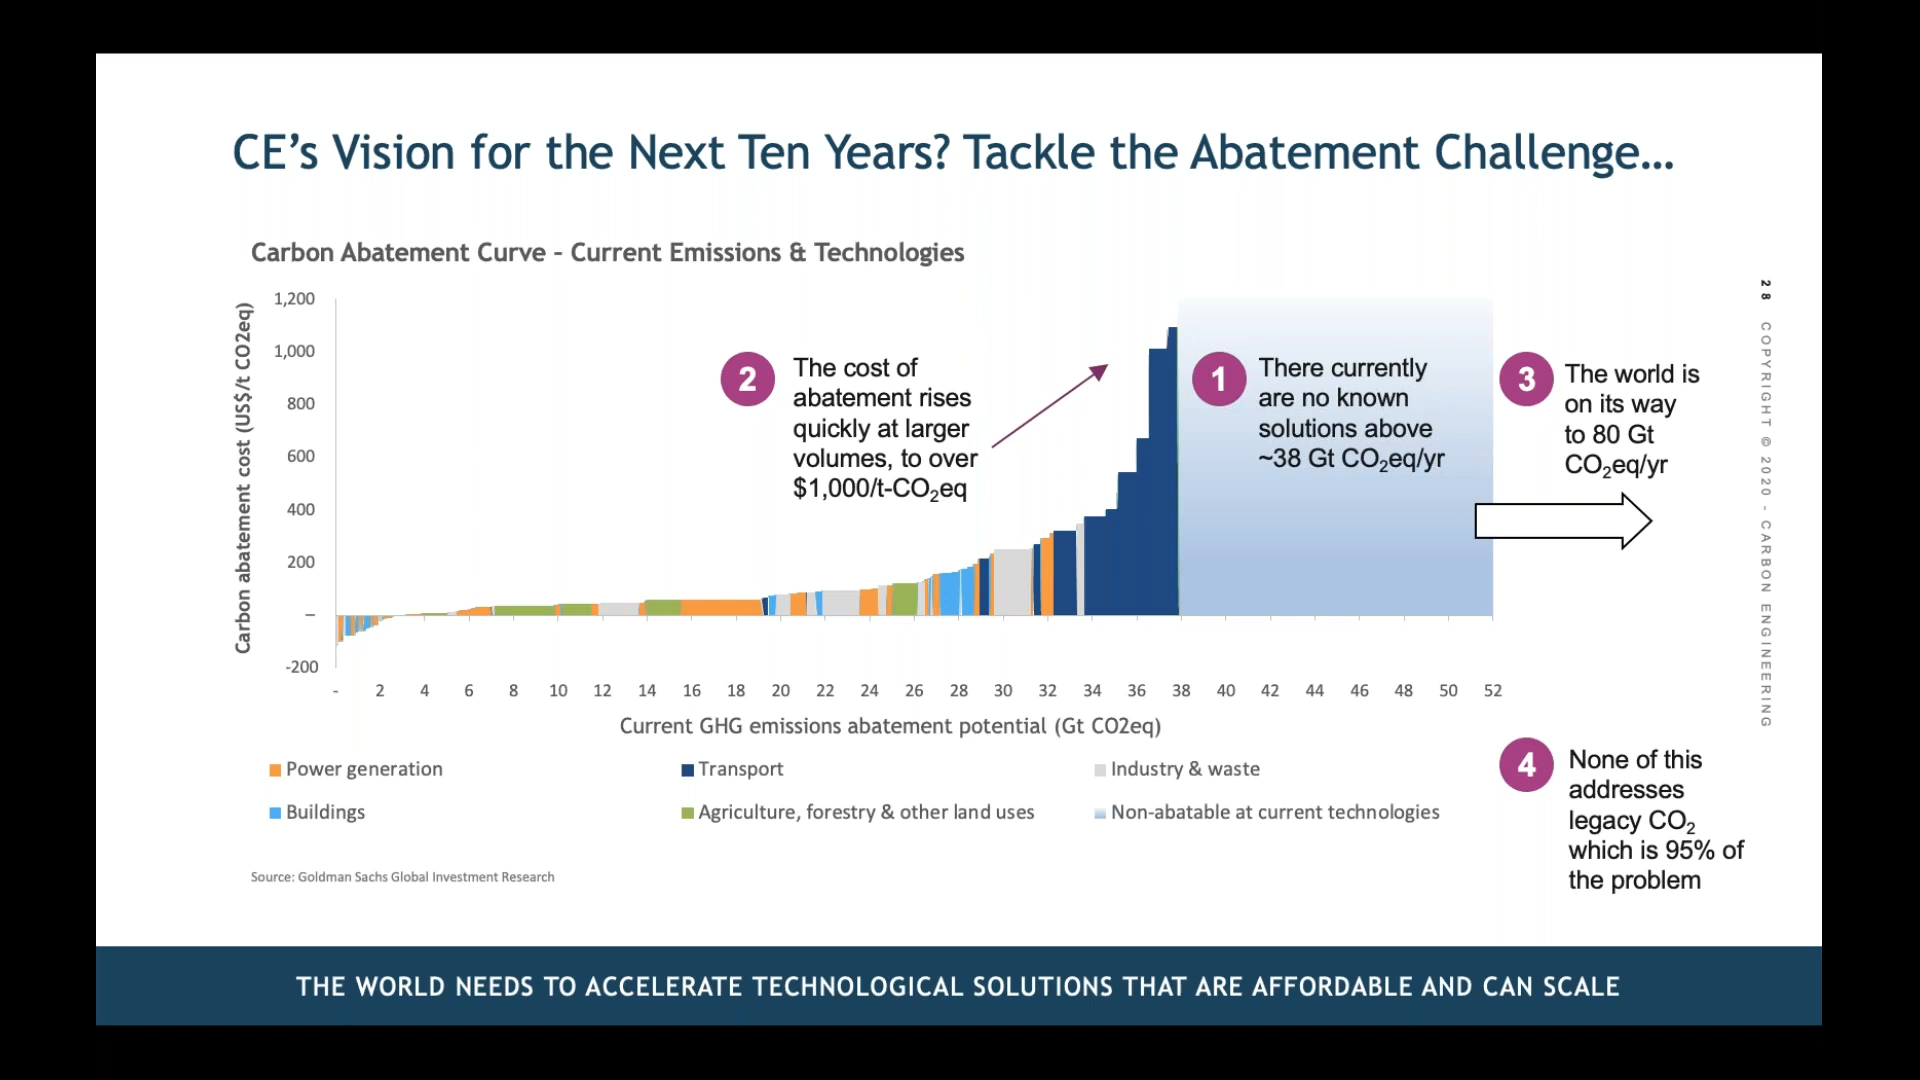 CE’s Vision for the Next Ten Years? Tackle the Abatement Challenge…
Carbon Abatement Curve – Current Emissions & Technologies
Carbon abatement cost (US$/t CO2eq)
1,200
1,000
800
600
400
200
–
-200
2
The cost of
abatement rises
quickly at larger
volumes, to over
$1,000/t-CO₂eq
1
There currently
are no known
solutions above
~38 Gt CO₂eq/yr
3
The world is
on its way
to 80 Gt
CO₂eq/yr
- 2 4 6 8 10 12 14 16 18 20 22 24 26 28 30 32 34 36 38 40 42 44 46 48 50 52
Current GHG emissions abatement potential (Gt CO2eq)
Power generation
Transport
Industry & waste
Buildings
Agriculture, forestry & other land uses
Non-abatable at current technologies
4
None of this
addresses
legacy CO₂
which is 95% of
the problem
Source: Goldman Sachs Global Investment Research
28 COPYRIGHT © 2020 - CARBON ENGINEERING
THE WORLD NEEDS TO ACCELERATE TECHNOLOGICAL SOLUTIONS THAT ARE AFFORDABLE AND CAN SCALE